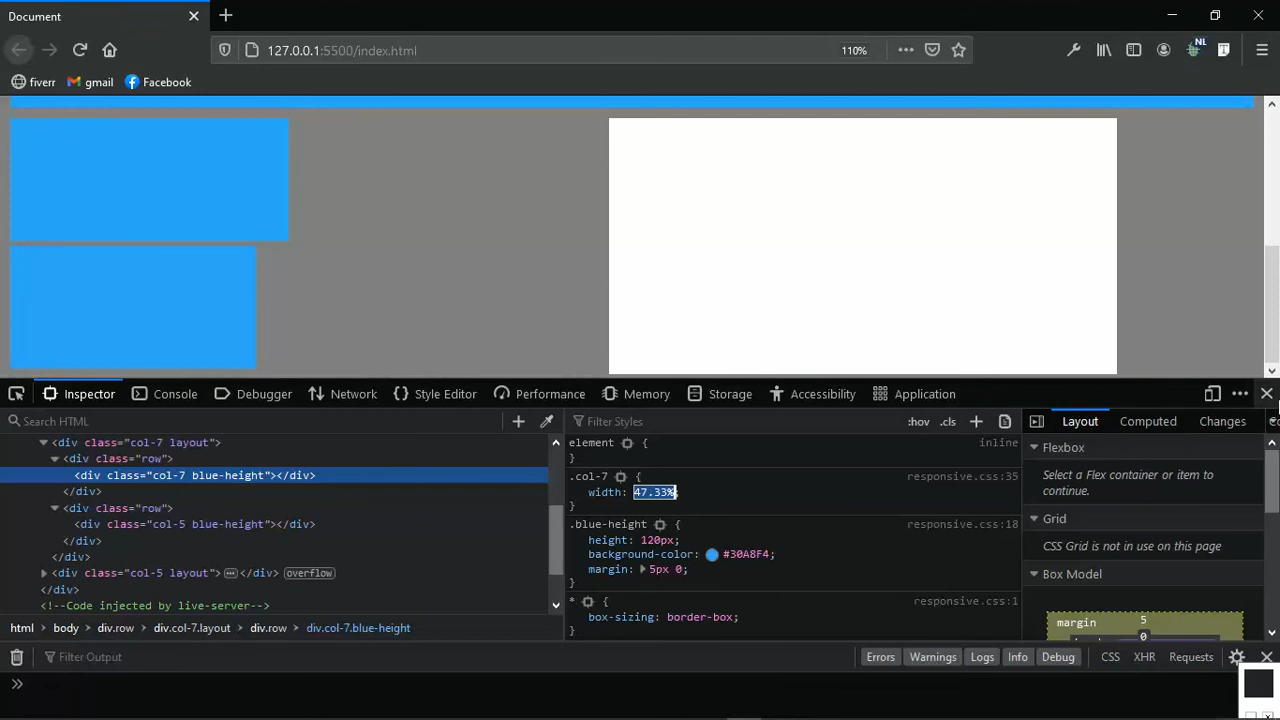 Document
127.0.0.1:5500/index.html
110%
NL
fiverr
gmail
Facebook
Inspector
Console
Debugger
Network
Style Editor
Performance
Memory
Storage
Accessibility
Application
Search HTML
Filter Styles
:hov
.cls
Layout
Computed
Changes
<div class="col-7 layout">
<div class="row">
<div class="col-7 blue-height"></div>
</div>
<div class="row">
<div class="col-5 blue-height"></div>
</div>
</div>
<div class="col-5 layout"></div> overflow
</div>
<!--Code injected by live-server-->
html
body
div.row
div.col-7.layout
div.row
div.col-7.blue-height
element { inline
}
.col-7 { responsive.css:35
width: 47.33%;
}
.blue-height { responsive.css:18
height: 120px;
background-color: #30A8F4;
margin: 5px 0;
}
* { responsive.css:1
box-sizing: border-box;
}
Flexbox
Select a Flex container or item to
continue.
Grid
CSS Grid is not in use on this page
Box Model
margin
5
0
Filter Output
Errors
Warnings
Logs
Info
Debug
CSS
XHR
Requests